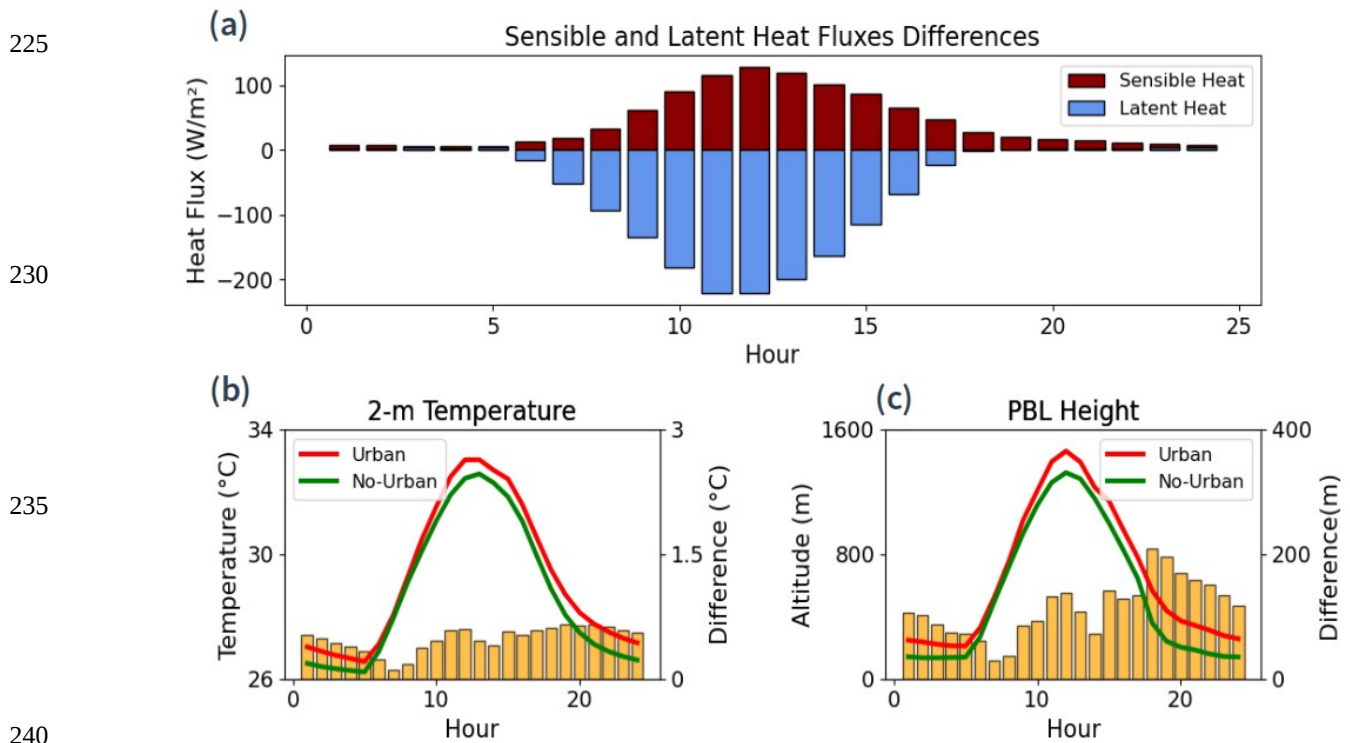 225
230
235
240
(a)
Sensible and Latent Heat Fluxes Differences
Heat Flux (W/m²)
100
0
−100
−200
Sensible Heat
Latent Heat
0 5 10 15 20 25
Hour
(b)
2-m Temperature
Temperature (°C)
34
30
26
Urban
No-Urban
3
1.5
0
Difference (°C)
0 10 20
Hour
(c)
PBL Height
Altitude (m)
1600
800
0
Urban
No-Urban
400
200
0
Difference(m)
0 10 20
Hour